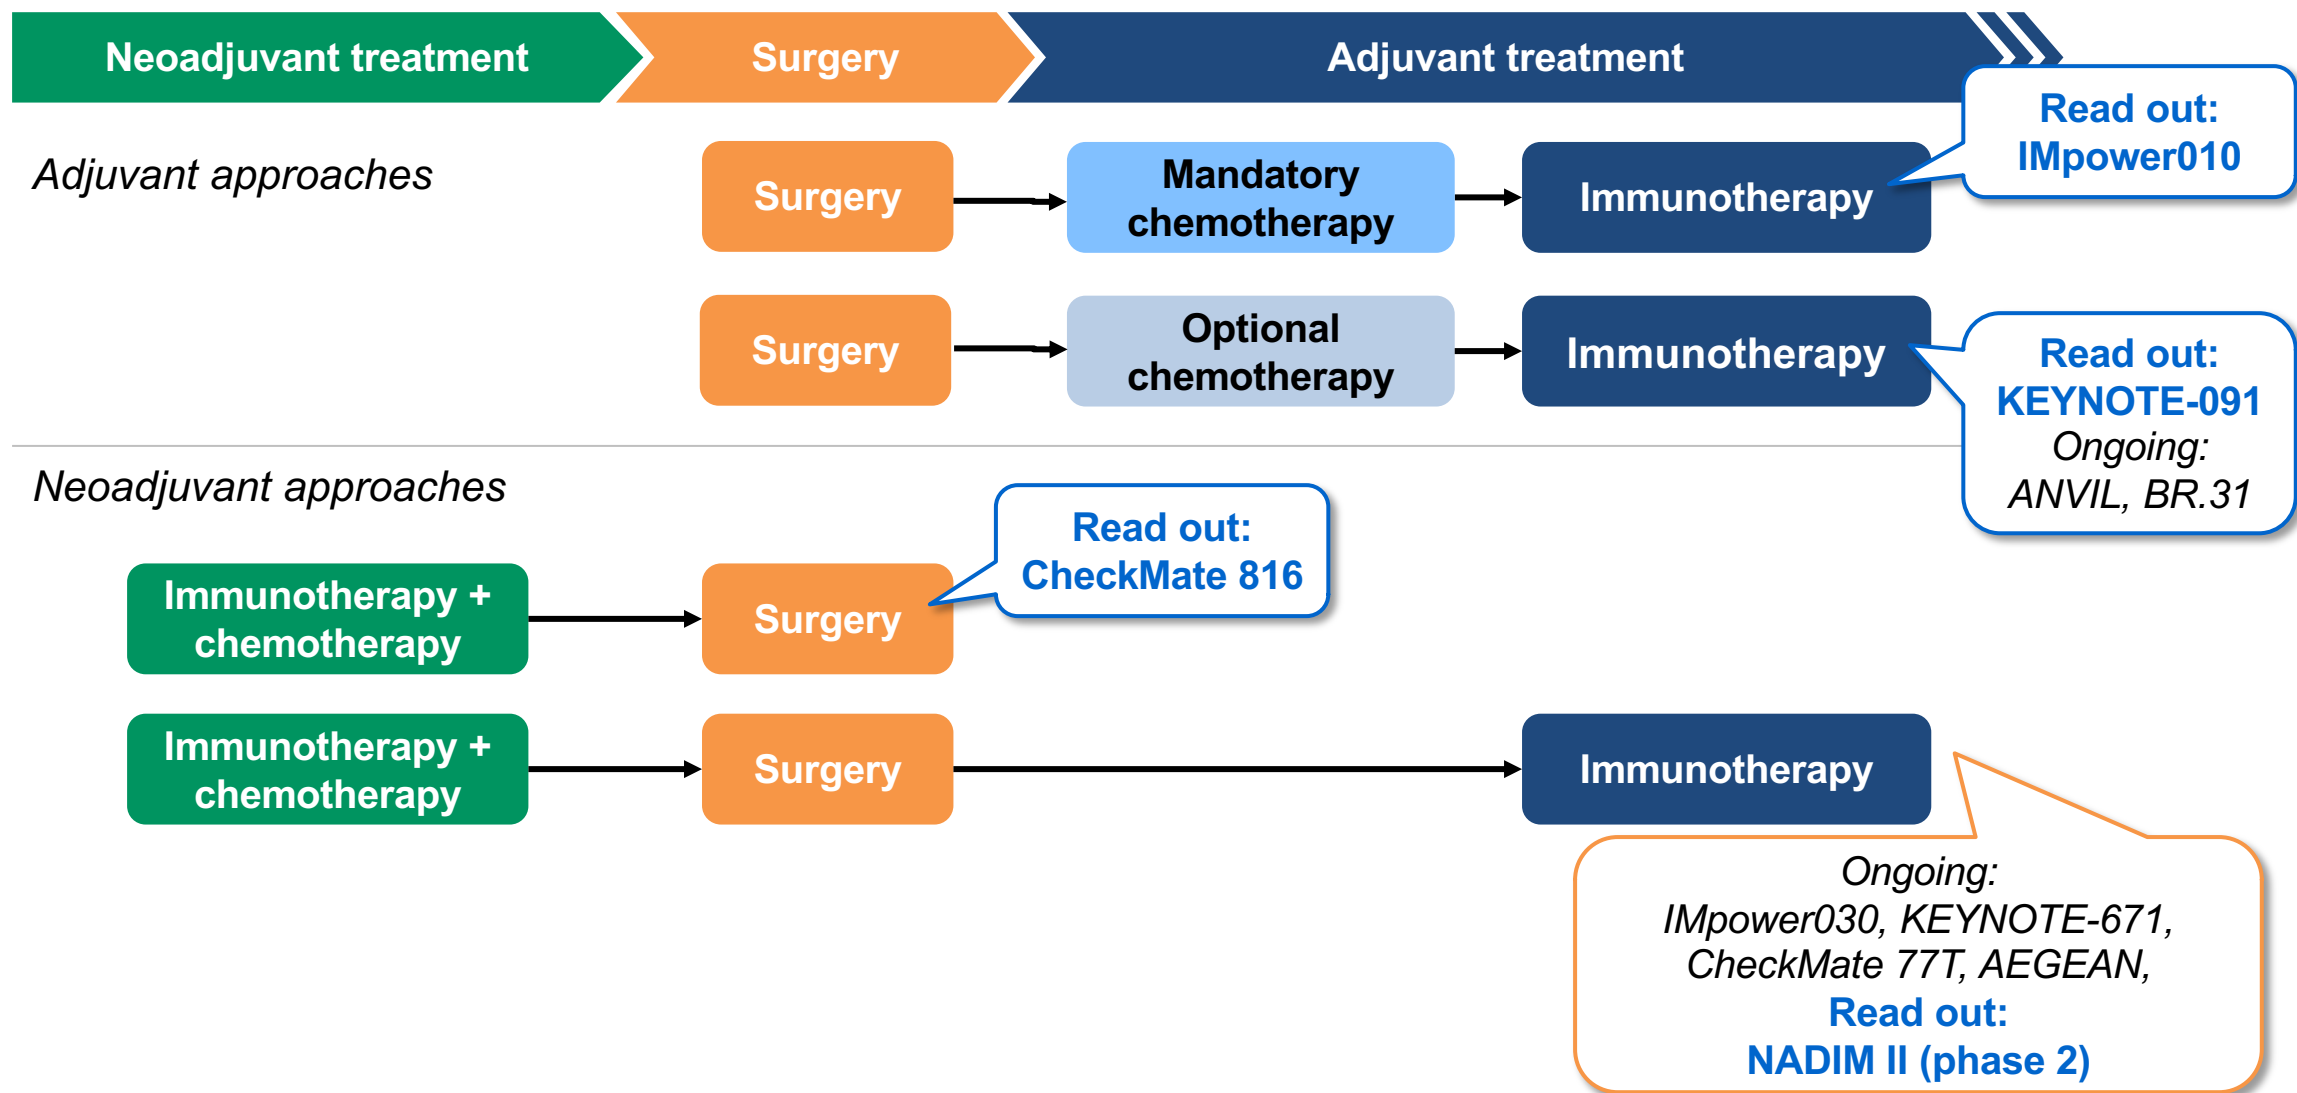 Neoadjuvant treatment
Surgery
Adjuvant treatment
Adjuvant approaches
Surgery
Mandatory
chemotherapy
Immunotherapy
Read out:
IMpower010
Surgery
Optional
chemotherapy
Immunotherapy
Read out:
KEYNOTE-091
Ongoing:
ANVIL, BR.31
Neoadjuvant approaches
Immunotherapy +
chemotherapy
Surgery
Read out:
CheckMate 816
Immunotherapy +
chemotherapy
Surgery
Immunotherapy
Ongoing:
IMpower030, KEYNOTE-671,
CheckMate 77T, AEGEAN,
Read out:
NADIM II (phase 2)